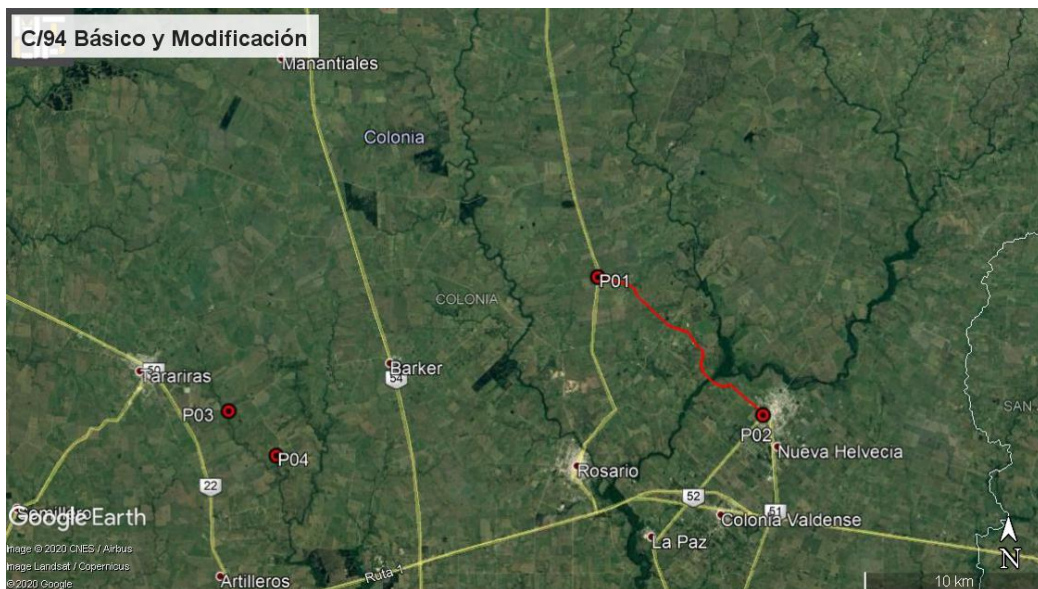 C/94 Básico y Modificación
Manantiales
Colonia
P01
COLONIA
Barker
54
50
Tarariras
P03
P04
P02
SAN
Nueva Helvecia
Rosario
22
52
51
Semillero
Colonia Valdense
La Paz
Google Earth
Image © 2020 CNES / Airbus
Image Landsat / Copernicus
© 2020 Google
Artilleros
Ruta 1
N
10 km